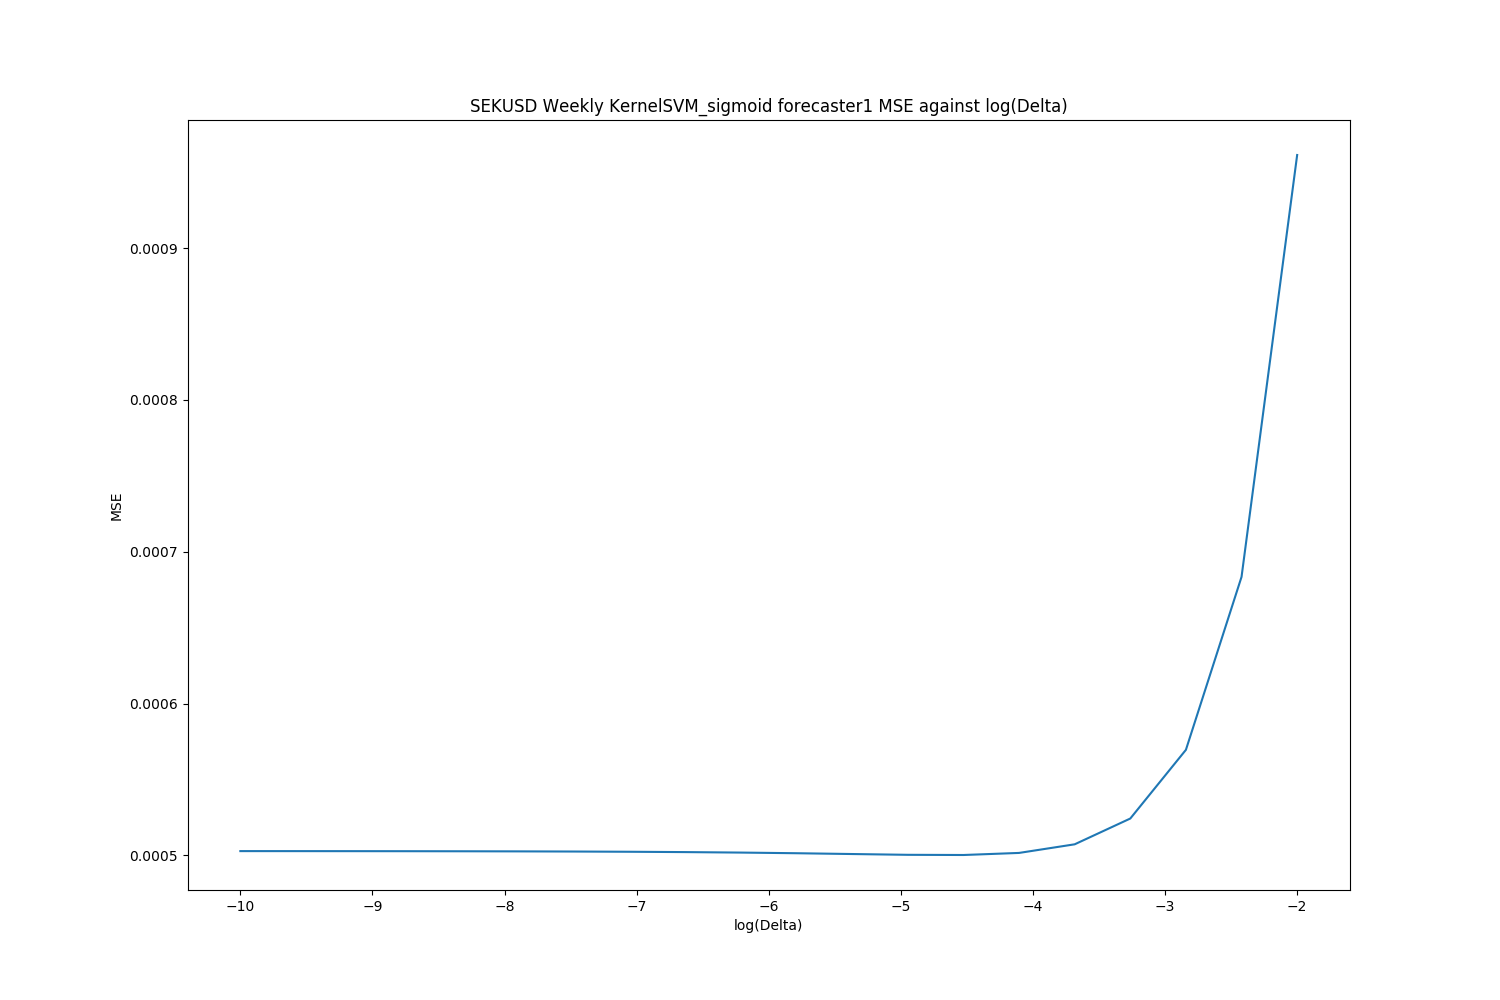 SEKUSD Weekly KernelSVM_sigmoid forecaster1 MSE against log(Delta)
0.0009
0.0008
0.0007
0.0006
0.0005
MSE
−10 −9 −8 −7 −6 −5 −4 −3 −2
log(Delta)